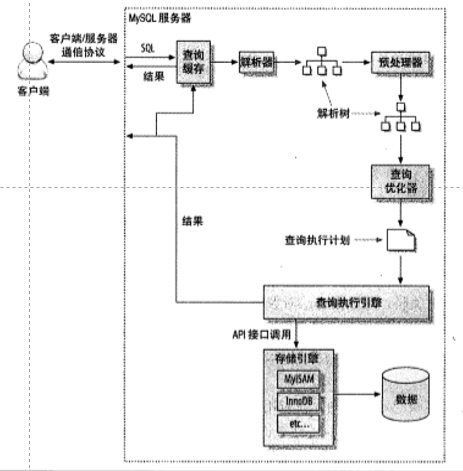 MySQL 服务器
客户端/服务器
通信协议
SQL
结果
查询
缓存
解析器
预处理器
客户端
解析树
查询
优化器
结果
查询执行计划
查询执行引擎
API 接口调用
存储引擎
MyISAM
InnoDB
etc...
数据